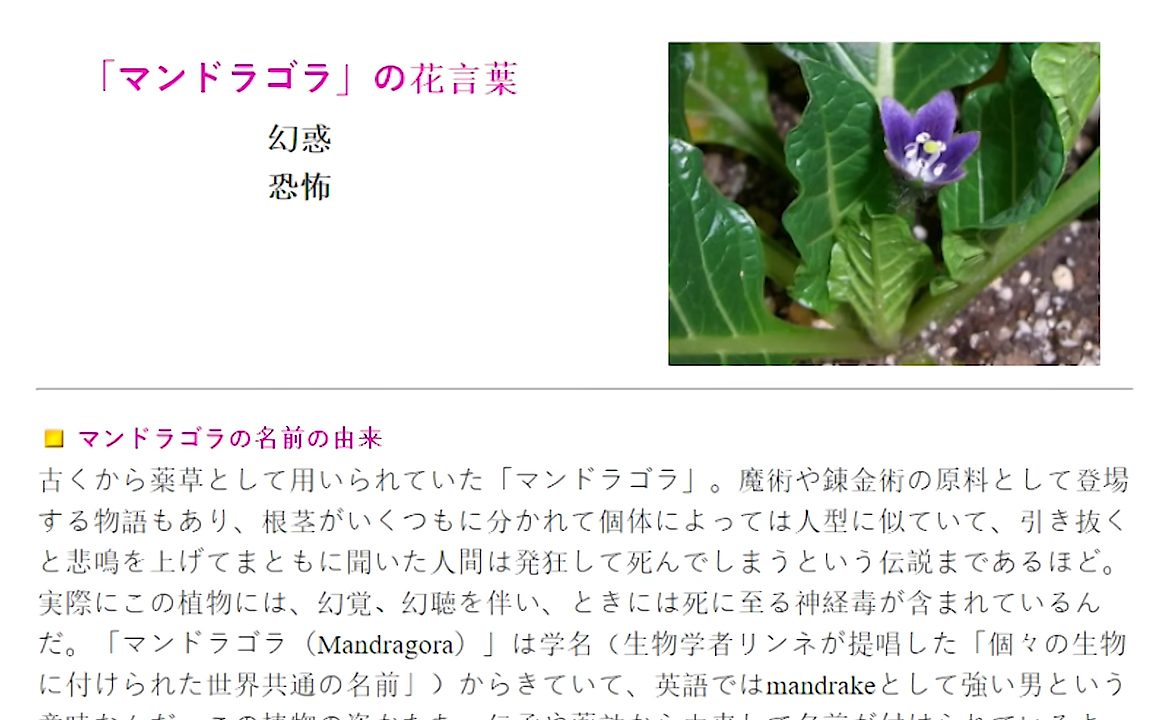 「マンドラゴラ」の花言葉
幻惑
恐怖
マンドラゴラの名前の由来
古くから薬草として用いられていた「マンドラゴラ」。魔術や錬金術の原料として登場
する物語もあり、根茎がいくつもに分かれて個体によっては人型に似ていて、引き抜く
と悲鳴を上げてまともに聞いた人間は発狂して死んでしまうという伝説まであるほど。
実際にこの植物には、幻覚、幻聴を伴い、ときには死に至る神経毒が含まれているん
だ。「マンドラゴラ（Mandragora）」は学名（生物学者リンネが提唱した「個々の生物
に付けられた世界共通の名前」）からきていて、英語ではmandrakeとして強い男という